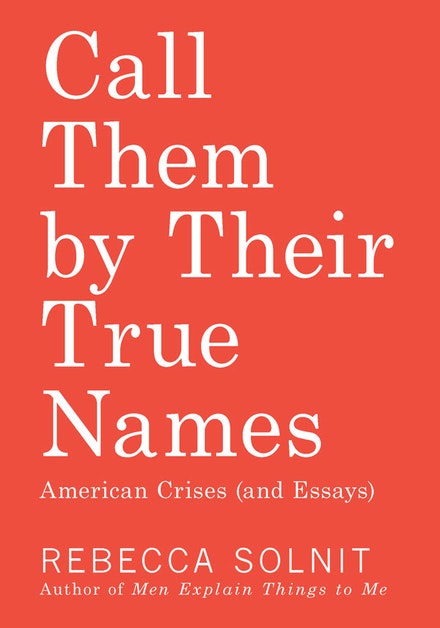 Call
Them
by Their
True
Names
American Crises (and Essays)
REBECCA SOLNIT
Author of Men Explain Things to Me